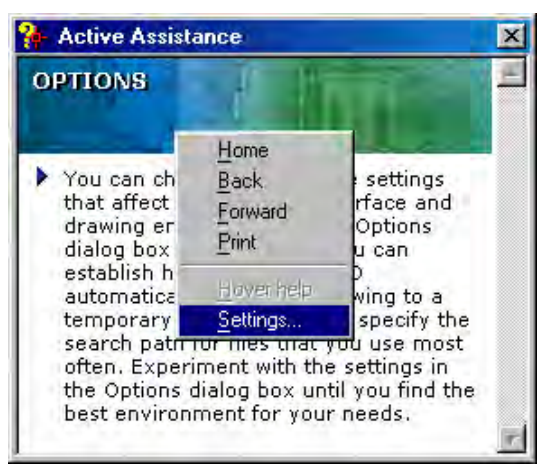 Active Assistance
OPTIONS
Home
Back
Forward
Print
Hover help
Settings...
You can ch e settings
that affect rface and
drawing er Options
dialog box u can
establish h
automatica wing to a
temporary specify the
search path for files that you use most
often. Experiment with the settings in
the Options dialog box until you find the
best environment for your needs.